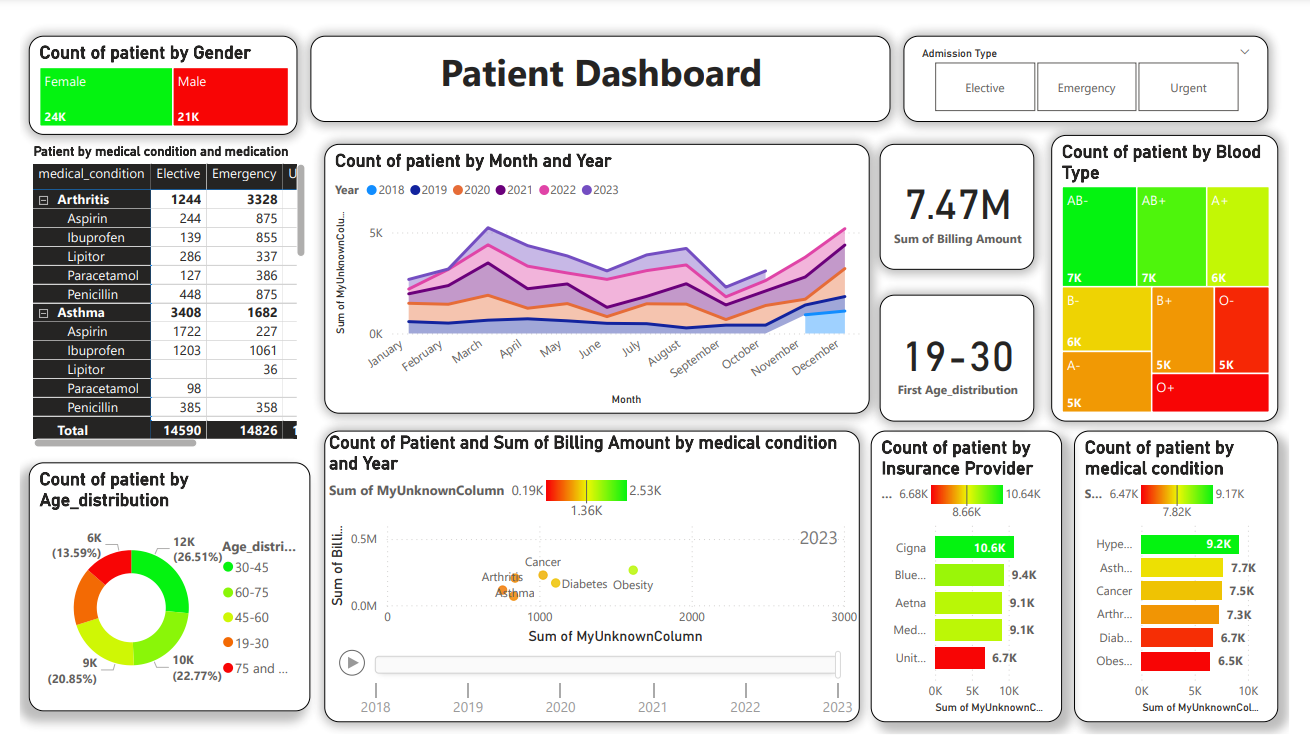 Count of patient by Gender
Female
Male
24K
21K
Patient Dashboard
Admission Type
Elective
Emergency
Urgent
Patient by medical condition and medication
medical_condition Elective Emergency U
Arthritis 1244 3328
Aspirin 244 875
Ibuprofen 139 855
Lipitor 286 337
Paracetamol 127 386
Penicillin 448 875
Asthma 3408 1682
Aspirin 1722 227
Ibuprofen 1203 1061
Lipitor 36
Paracetamol 98
Penicillin 385 358
Total 14590 14826 1
Count of patient by Month and Year
Year 2018 2019 2020 2021 2022 2023
Sum of MyUnknownColu...
5K
0K
January
February
March
April
May
June
July
August
September
October
November
December
Month
7.47M
Sum of Billing Amount
19-30
First Age_distribution
Count of patient by Blood
Type
AB-
7K
AB+
7K
A+
6K
B-
6K
B+
5K
O-
5K
A-
5K
O+
Count of patient by
Age_distribution
6K
(13.59%)
12K
(26.51%)
9K
(20.85%)
10K
(22.77%)
Age_distri...
30-45
60-75
45-60
19-30
75 and ...
Count of Patient and Sum of Billing Amount by medical condition
and Year
Sum of MyUnknownColumn 0.19K 2.53K
1.36K
Sum of Billi...
0.5M
0.0M
2023
Cancer
Arthritis
Asthma
Diabetes
Obesity
0 1000 2000 3000
Sum of MyUnknownColumn
2018 2019 2020 2021 2022 2023
Count of patient by
Insurance Provider
... 6.68K 10.64K
8.66K
Cigna 10.6K
Blue... 9.4K
Aetna 9.1K
Med... 9.1K
Unit... 6.7K
0K 5K 10K
Sum of MyUnknownC...
Count of patient by
medical condition
S... 6.47K 9.17K
7.82K
Hype... 9.2K
Asth... 7.7K
Cancer 7.5K
Arthr... 7.3K
Diab... 6.7K
Obes... 6.5K
0K 5K 10K
Sum of MyUnknownCol...